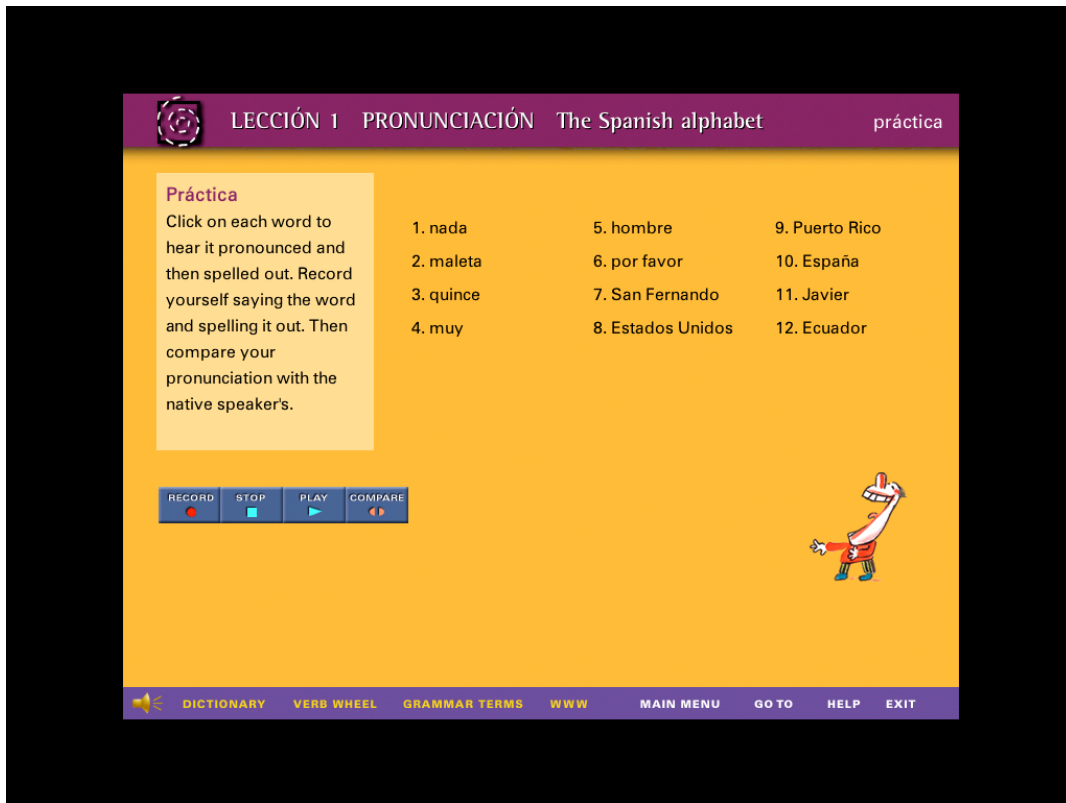 LECCIÓN 1 PRONUNCIACIÓN The Spanish alphabet práctica
Práctica
Click on each word to
hear it pronounced and
then spelled out. Record
yourself saying the word
and spelling it out. Then
compare your
pronunciation with the
native speaker's.
1. nada
2. maleta
3. quince
4. muy
5. hombre
6. por favor
7. San Fernando
8. Estados Unidos
9. Puerto Rico
10. España
11. Javier
12. Ecuador
RECORD STOP PLAY COMPARE
DICTIONARY VERB WHEEL GRAMMAR TERMS WWW MAIN MENU GO TO HELP EXIT